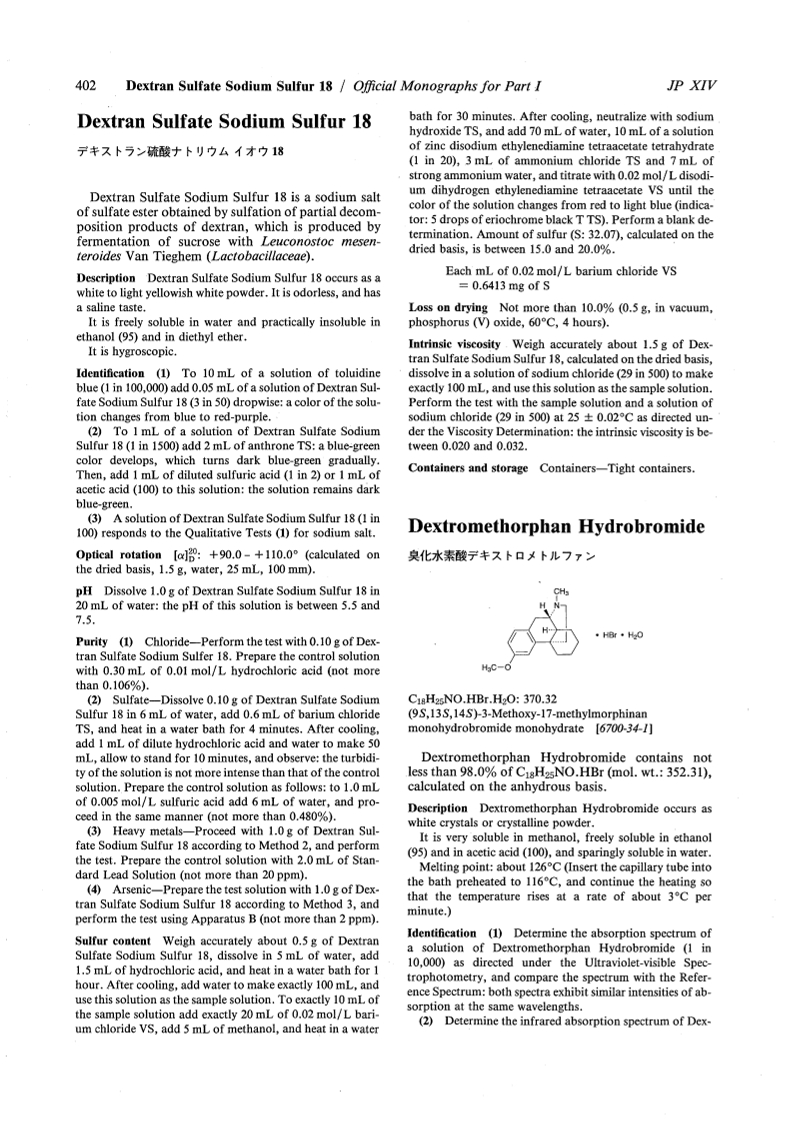 402 Dextran Sulfate Sodium Sulfur 18 / Official Monographs for Part I JP XIV
Dextran Sulfate Sodium Sulfur 18
デキストラン硫酸ナトリウム イオウ 18
Dextran Sulfate Sodium Sulfur 18 is a sodium salt
of sulfate ester obtained by sulfation of partial decom-
position products of dextran, which is produced by
fermentation of sucrose with Leuconostoc mesen-
teroides Van Tieghem (Lactobacillaceae).
Description Dextran Sulfate Sodium Sulfur 18 occurs as a
white to light yellowish white powder. It is odorless, and has
a saline taste.
It is freely soluble in water and practically insoluble in
ethanol (95) and in diethyl ether.
It is hygroscopic.
Identification (1) To 10 mL of a solution of toluidine
blue (1 in 100,000) add 0.05 mL of a solution of Dextran Sul-
fate Sodium Sulfur 18 (3 in 50) dropwise: a color of the solu-
tion changes from blue to red-purple.
(2) To 1 mL of a solution of Dextran Sulfate Sodium
Sulfur 18 (1 in 1500) add 2 mL of anthrone TS: a blue-green
color develops, which turns dark blue-green gradually.
Then, add 1 mL of diluted sulfuric acid (1 in 2) or 1 mL of
acetic acid (100) to this solution: the solution remains dark
blue-green.
(3) A solution of Dextran Sulfate Sodium Sulfur 18 (1 in
100) responds to the Qualitative Tests (1) for sodium salt.
Optical rotation [α]20D: +90.0 – +110.0° (calculated on
the dried basis, 1.5 g, water, 25 mL, 100 mm).
pH Dissolve 1.0 g of Dextran Sulfate Sodium Sulfur 18 in
20 mL of water: the pH of this solution is between 5.5 and
7.5.
Purity (1) Chloride—Perform the test with 0.10 g of Dex-
tran Sulfate Sodium Sulfer 18. Prepare the control solution
with 0.30 mL of 0.01 mol/L hydrochloric acid (not more
than 0.106%).
(2) Sulfate—Dissolve 0.10 g of Dextran Sulfate Sodium
Sulfur 18 in 6 mL of water, add 0.6 mL of barium chloride
TS, and heat in a water bath for 4 minutes. After cooling,
add 1 mL of dilute hydrochloric acid and water to make 50
mL, allow to stand for 10 minutes, and observe: the turbidi-
ty of the solution is not more intense than that of the control
solution. Prepare the control solution as follows: to 1.0 mL
of 0.005 mol/L sulfuric acid add 6 mL of water, and pro-
ceed in the same manner (not more than 0.480%).
(3) Heavy metals—Proceed with 1.0 g of Dextran Sul-
fate Sodium Sulfur 18 according to Method 2, and perform
the test. Prepare the control solution with 2.0 mL of Stan-
dard Lead Solution (not more than 20 ppm).
(4) Arsenic—Prepare the test solution with 1.0 g of Dex-
tran Sulfate Sodium Sulfur 18 according to Method 3, and
perform the test using Apparatus B (not more than 2 ppm).
Sulfur content Weigh accurately about 0.5 g of Dextran
Sulfate Sodium Sulfur 18, dissolve in 5 mL of water, add
1.5 mL of hydrochloric acid, and heat in a water bath for 1
hour. After cooling, add water to make exactly 100 mL, and
use this solution as the sample solution. To exactly 10 mL of
the sample solution add exactly 20 mL of 0.02 mol/L bari-
um chloride VS, add 5 mL of methanol, and heat in a water
bath for 30 minutes. After cooling, neutralize with sodium
hydroxide TS, and add 70 mL of water, 10 mL of a solution
of zinc disodium ethylenediamine tetraacetate tetrahydrate
(1 in 20), 3 mL of ammonium chloride TS and 7 mL of
strong ammonium water, and titrate with 0.02 mol/L disodi-
um dihydrogen ethylenediamine tetraacetate VS until the
color of the solution changes from red to light blue (indica-
tor: 5 drops of eriochrome black T TS). Perform a blank de-
termination. Amount of sulfur (S: 32.07), calculated on the
dried basis, is between 15.0 and 20.0%.
Each mL of 0.02 mol/L barium chloride VS
= 0.6413 mg of S
Loss on drying Not more than 10.0% (0.5 g, in vacuum,
phosphorus (V) oxide, 60°C, 4 hours).
Intrinsic viscosity Weigh accurately about 1.5 g of Dex-
tran Sulfate Sodium Sulfur 18, calculated on the dried basis,
dissolve in a solution of sodium chloride (29 in 500) to make
exactly 100 mL, and use this solution as the sample solution.
Perform the test with the sample solution and a solution of
sodium chloride (29 in 500) at 25 ± 0.02°C as directed un-
der the Viscosity Determination: the intrinsic viscosity is be-
tween 0.020 and 0.032.
Containers and storage Containers—Tight containers.
Dextromethorphan Hydrobromide
臭化水素酸デキストロメトルファン
CH3
H N
H
• HBr • H2O
H3C–O
C18H25NO.HBr.H2O: 370.32
(9S,13S,14S)-3-Methoxy-17-methylmorphinan
monohydrobromide monohydrate [6700-34-1]
Dextromethorphan Hydrobromide contains not
less than 98.0% of C18H25NO.HBr (mol. wt.: 352.31),
calculated on the anhydrous basis.
Description Dextromethorphan Hydrobromide occurs as
white crystals or crystalline powder.
It is very soluble in methanol, freely soluble in ethanol
(95) and in acetic acid (100), and sparingly soluble in water.
Melting point: about 126°C (Insert the capillary tube into
the bath preheated to 116°C, and continue the heating so
that the temperature rises at a rate of about 3°C per
minute.)
Identification (1) Determine the absorption spectrum of
a solution of Dextromethorphan Hydrobromide (1 in
10,000) as directed under the Ultraviolet-visible Spec-
trophotometry, and compare the spectrum with the Refer-
ence Spectrum: both spectra exhibit similar intensities of ab-
sorption at the same wavelengths.
(2) Determine the infrared absorption spectrum of Dex-